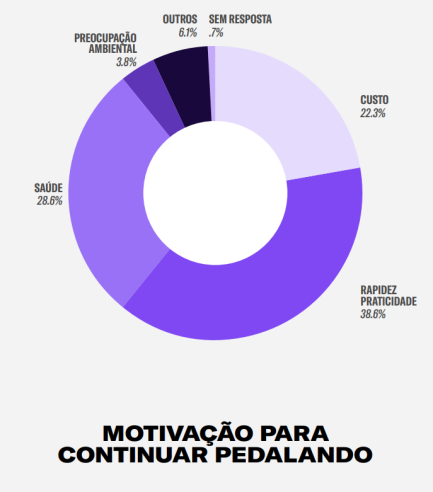 OUTROS
6.1%
SEM RESPOSTA
.7%
PREOCUPAÇÃO
AMBIENTAL
3.8%
CUSTO
22.3%
SAÚDE
28.6%
RAPIDEZ
PRATICIDADE
38.6%
MOTIVAÇÃO PARA
CONTINUAR PEDALANDO